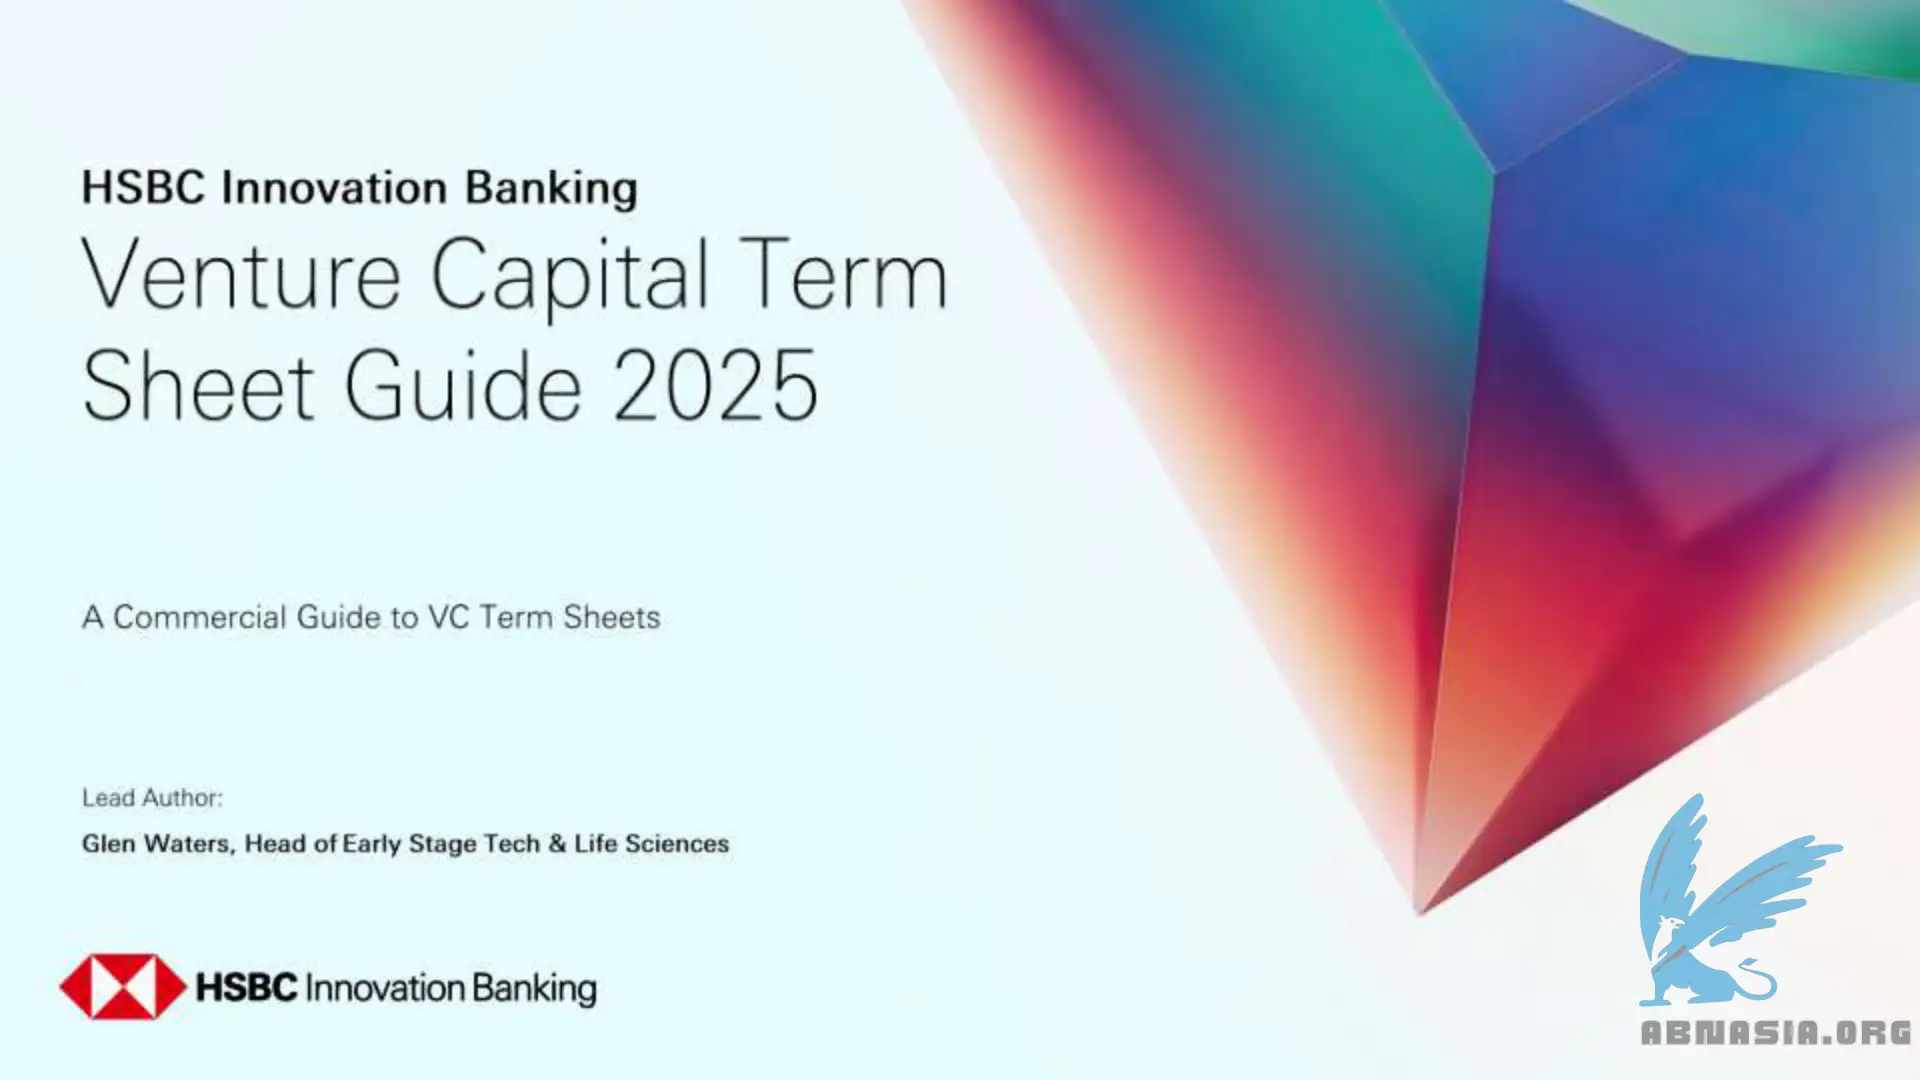 HSBC Innovation Banking
Venture Capital Term
Sheet Guide 2025
A Commercial Guide to VC Term Sheets
Lead Author:
Glen Waters, Head of Early Stage Tech & Life Sciences
HSBC Innovation Banking
ABNASIA.ORG